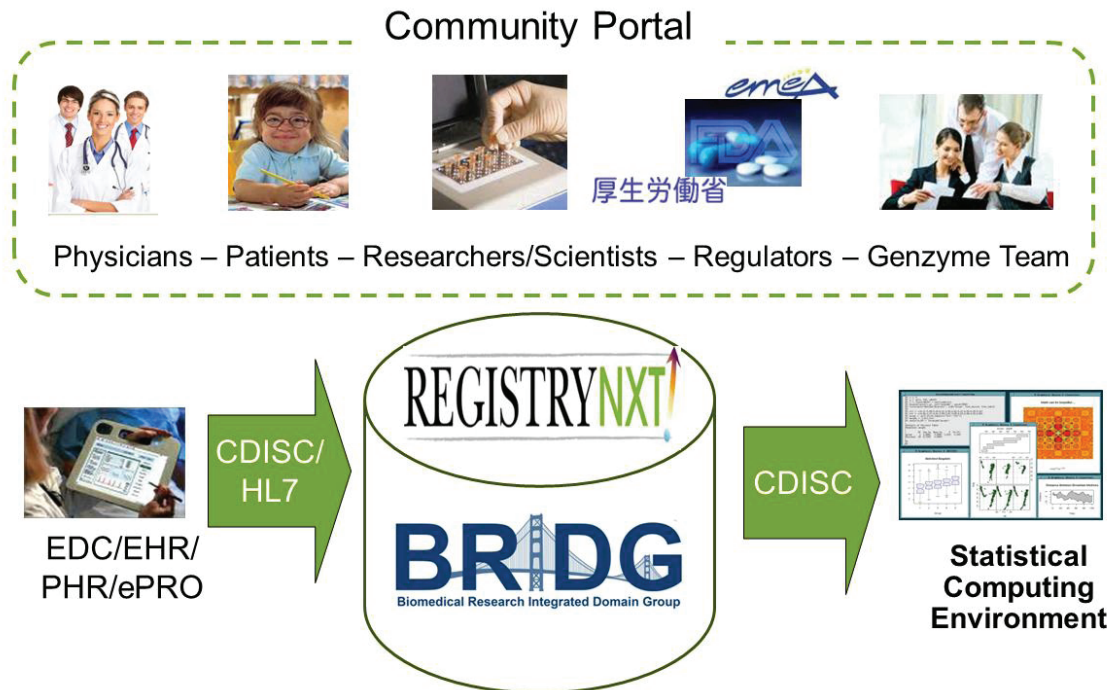 Community Portal
emeA
FDA
厚生労働省
Physicians – Patients – Researchers/Scientists – Regulators – Genzyme Team
REGISTRYNXT!
CDISC/
HL7
CDISC
EDC/EHR/
PHR/ePRO
BRIDG
Biomedical Research Integrated Domain Group
Statistical
Computing
Environment